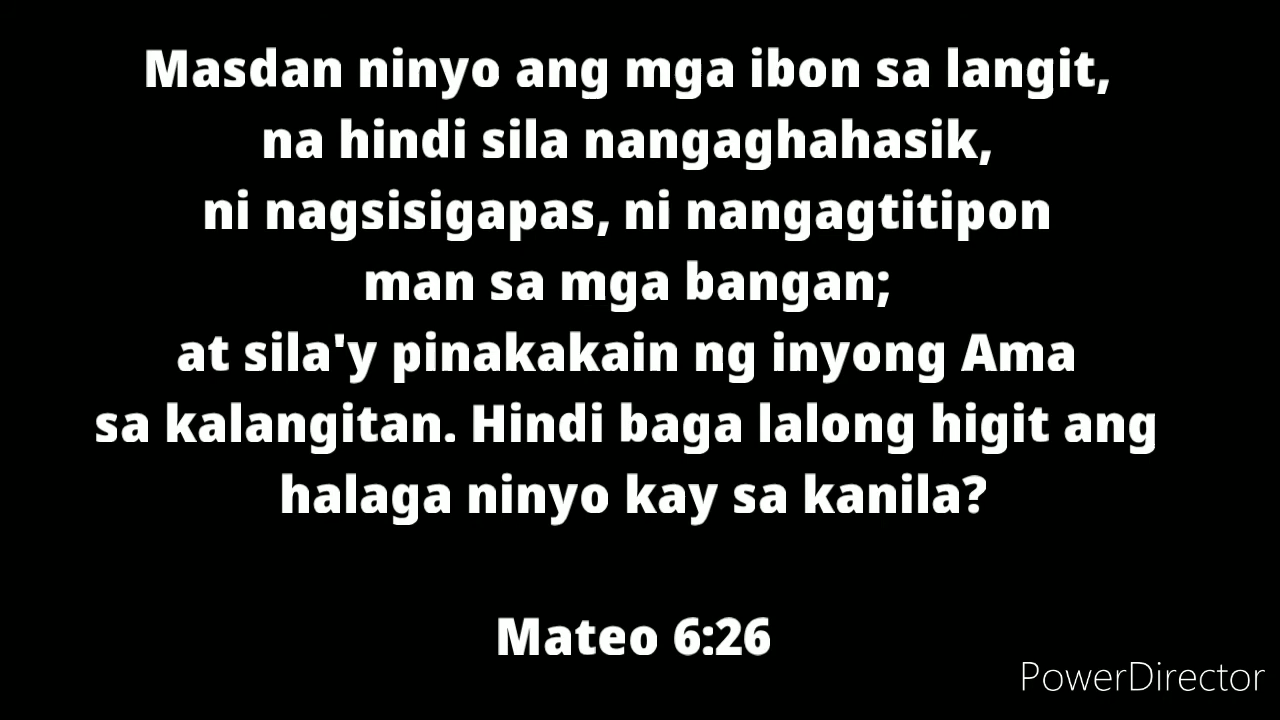 Masdan ninyo ang mga ibon sa langit,
na hindi sila nangaghahasik,
ni nagsisigapas, ni nangagtitipon
man sa mga bangan;
at sila'y pinakakain ng inyong Ama
sa kalangitan. Hindi baga lalong higit ang
halaga ninyo kay sa kanila?
Mateo 6:26
PowerDirector